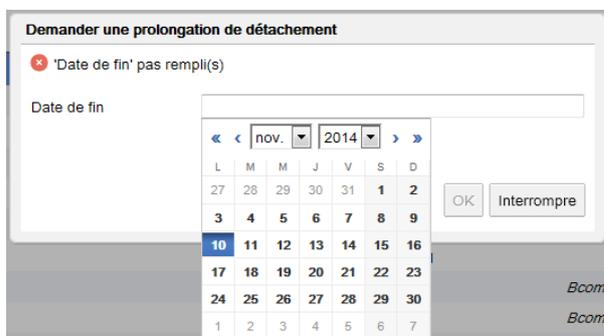 Demander une prolongation de détachement
'Date de fin' pas rempli(s)
Date de fin
« ‹ nov. 2014 › »
L M M J V S D
27 28 29 30 31 1 2
3 4 5 6 7 8 9
OK Interrompre
10 11 12 13 14 15 16
17 18 19 20 21 22 23
Bcom
24 25 26 27 28 29 30
Bcom
1 2 3 4 5 6 7